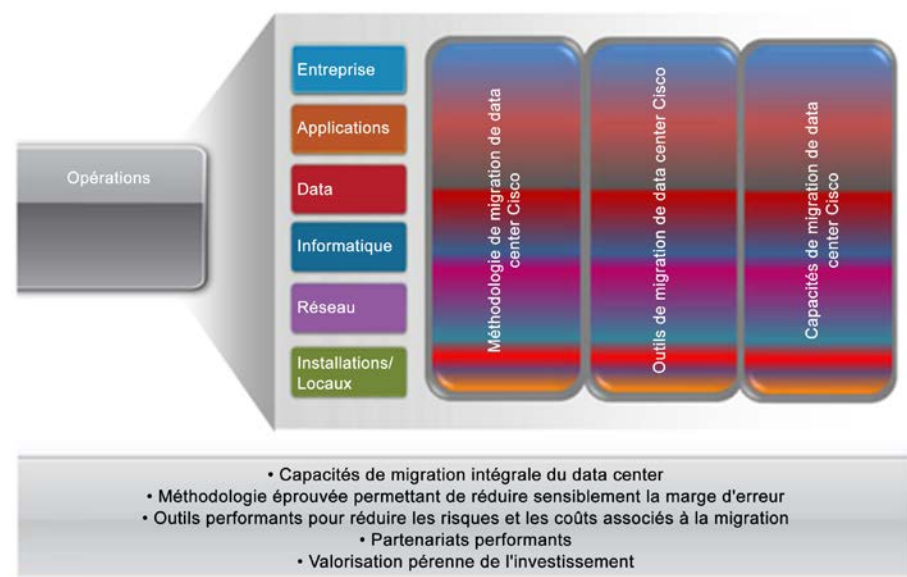 Opérations
Entreprise
Applications
Data
Informatique
Réseau
Installations/
Locaux
Méthodologie de migration de data
center Cisco
Outils de migration de data center Cisco
Capacités de migration de data
center Cisco
• Capacités de migration intégrale du data center
• Méthodologie éprouvée permettant de réduire sensiblement la marge d'erreur
• Outils performants pour réduire les risques et les coûts associés à la migration
• Partenariats performants
• Valorisation pérenne de l'investissement